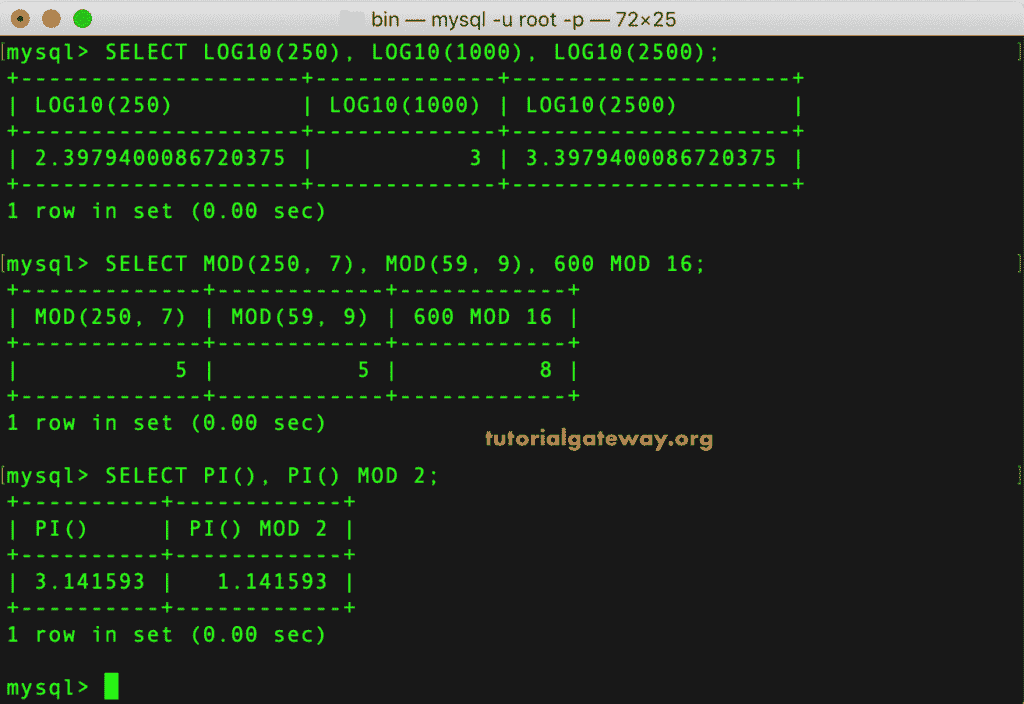 bin — mysql -u root -p — 72×25
[mysql> SELECT LOG10(250), LOG10(1000), LOG10(2500); ]
+--------------------+-------------+--------------------+
| LOG10(250)         | LOG10(1000) | LOG10(2500)        |
+--------------------+-------------+--------------------+
| 2.3979400086720375 |           3 | 3.3979400086720375 |
+--------------------+-------------+--------------------+
1 row in set (0.00 sec)
[mysql> SELECT MOD(250, 7), MOD(59, 9), 600 MOD 16; ]
+-------------+------------+------------+
| MOD(250, 7) | MOD(59, 9) | 600 MOD 16 |
+-------------+------------+------------+
|           5 |          5 |          8 |
+-------------+------------+------------+
1 row in set (0.00 sec)
tutorialgateway.org
[mysql> SELECT PI(), PI() MOD 2; ]
+----------+------------+
| PI()     | PI() MOD 2 |
+----------+------------+
| 3.141593 |   1.141593 |
+----------+------------+
1 row in set (0.00 sec)
mysql>